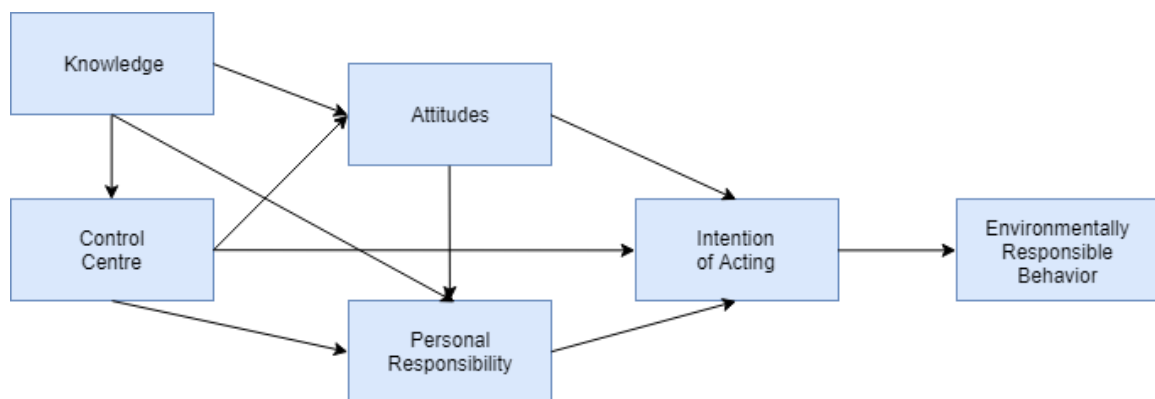 Knowledge
Attitudes
Control
Centre
Intention
of Acting
Environmentally
Responsible
Behavior
Personal
Responsibility